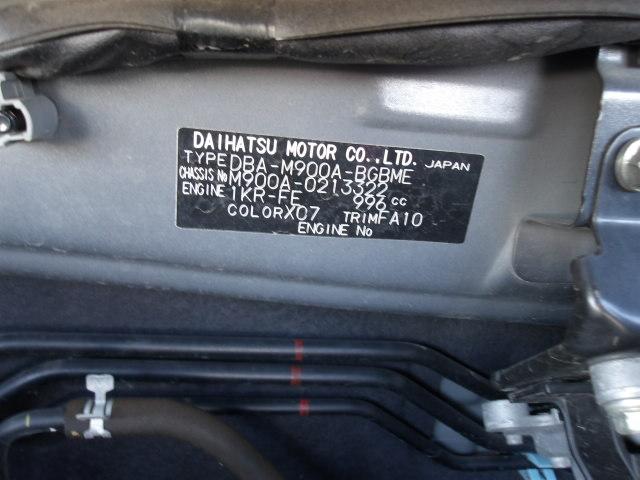 DAIHATSU MOTOR CO.,LTD. JAPAN
TYPE DBA-M900A-BGBME
CHASSIS No M900A-0213322
ENGINE 1KR-FE 996 cc
COLOR X07 TRIM FA10
ENGINE No